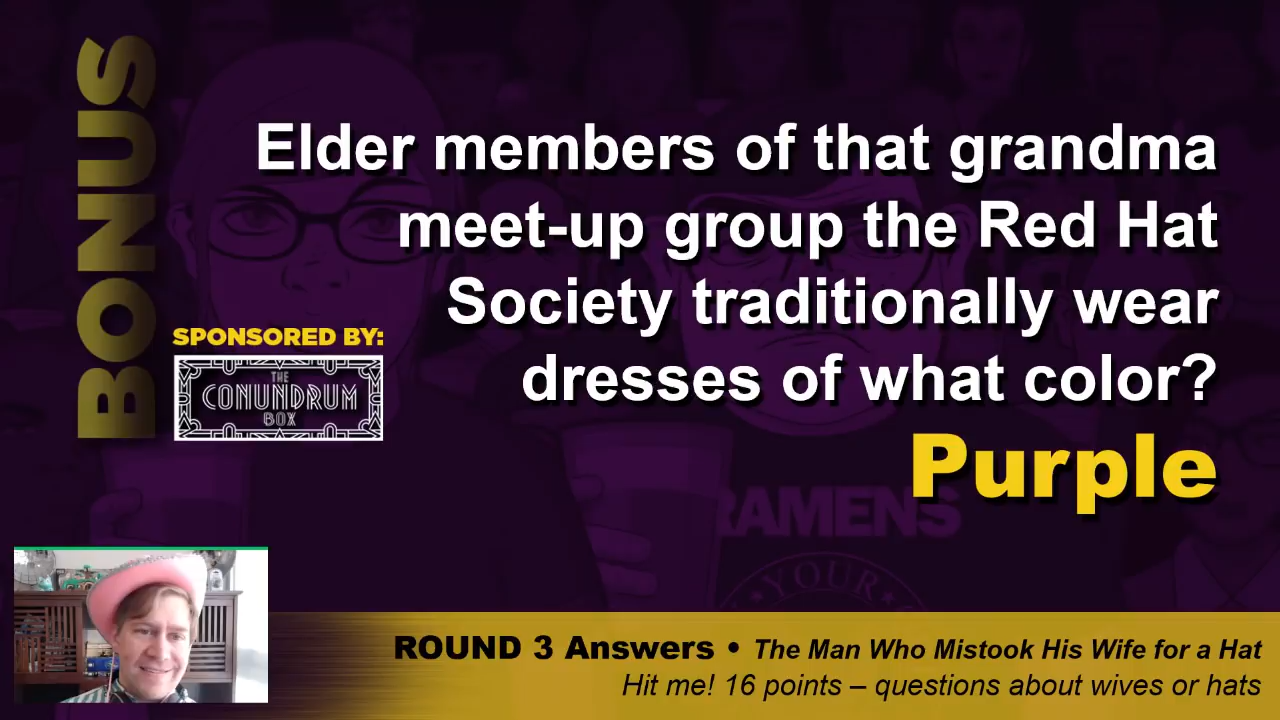 BONUS
Elder members of that grandma
meet-up group the Red Hat
Society traditionally wear
dresses of what color?
Purple
SPONSORED BY:
THE
CONUNDRUM
BOX
RAMENS
YOUR
ROUND 3 Answers • The Man Who Mistook His Wife for a Hat
Hit me! 16 points – questions about wives or hats